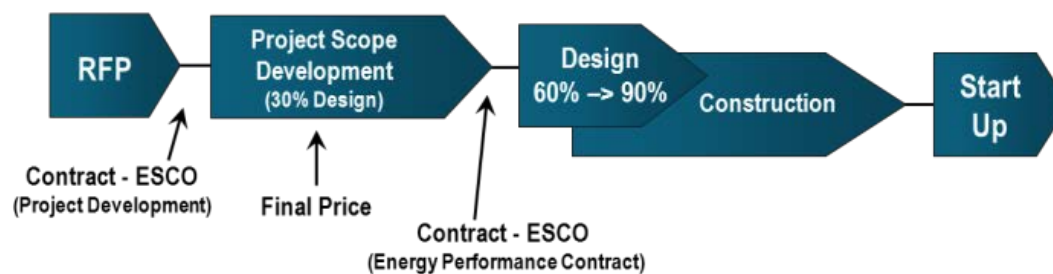 RFP
Project Scope
Development
(30% Design)
Design
60% –> 90%
Construction
Start
Up
Contract - ESCO
(Project Development)
Final Price
Contract - ESCO
(Energy Performance Contract)